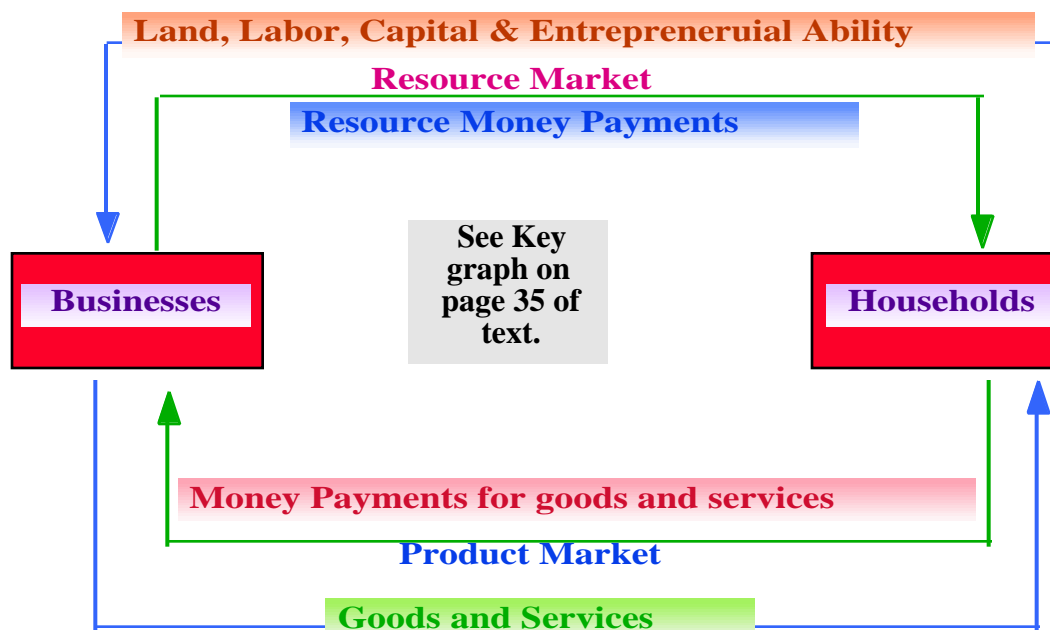 Land, Labor, Capital & Entrepreneruial Ability
Resource Market
Resource Money Payments
See Key
graph on
page 35 of
text.
Businesses
Households
Money Payments for goods and services
Product Market
Goods and Services